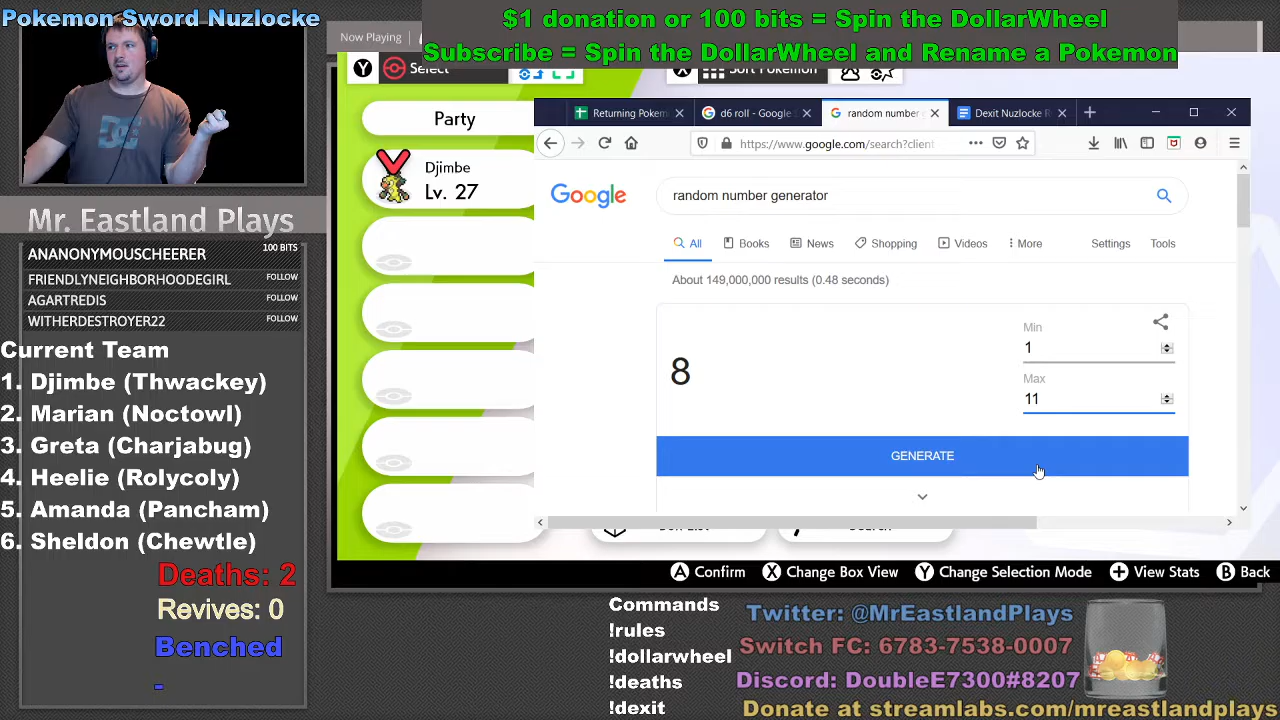 Pokemon Sword Nuzlocke
$1 donation or 100 bits = Spin the DollarWheel
Subscribe = Spin the DollarWheel and Rename a Pokemon
Now Playing
Y
Select
Mr. Eastland Plays
ANANONYMOUSCHEERER 100 BITS
FRIENDLYNEIGHBORHOODEGIRL FOLLOW
AGARTREDIS FOLLOW
WITHERDESTROYER22 FOLLOW
Current Team
1. Djimbe (Thwackey)
2. Marian (Noctowl)
3. Greta (Charjabug)
4. Heelie (Rolycoly)
5. Amanda (Pancham)
6. Sheldon (Chewtle)
Deaths: 2
Revives: 0
Benched
-
Party
Djimbe
Lv. 27
Returning Pokem
d6 roll - Google
random number
Dexit Nuzlocke R
https://www.google.com/search?client
Google
random number generator
All Books News Shopping Videos More Settings Tools
About 149,000,000 results (0.48 seconds)
8
Min
1
Max
11
GENERATE
A Confirm X Change Box View Y Change Selection Mode + View Stats B Back
Commands
!rules
!dollarwheel
!deaths
!dexit
Twitter: @MrEastlandPlays
Switch FC: 6783-7538-0007
Discord: DoubleE7300#8207
Donate at streamlabs.com/mreastlandplays